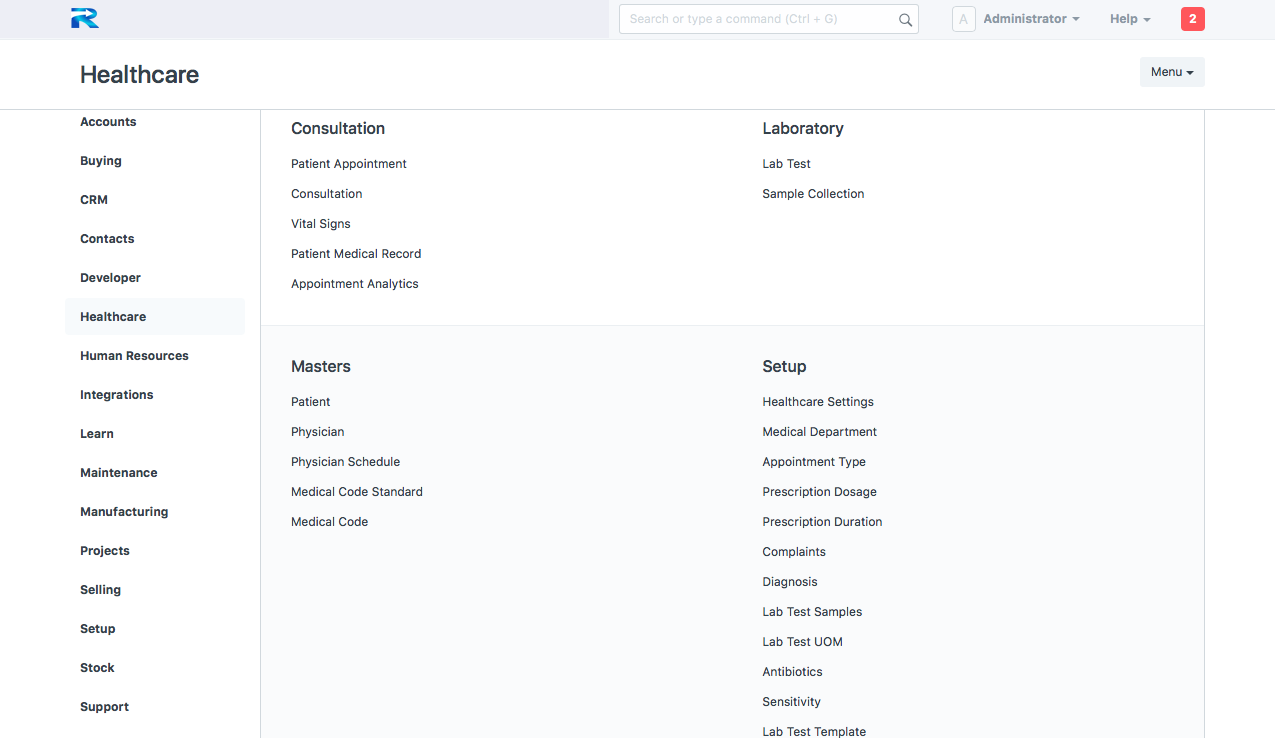 Search or type a command (Ctrl + G)
A Administrator
Help
2
Healthcare
Menu
Accounts
Buying
CRM
Contacts
Developer
Healthcare
Human Resources
Integrations
Learn
Maintenance
Manufacturing
Projects
Selling
Setup
Stock
Support
Consultation
Patient Appointment
Consultation
Vital Signs
Patient Medical Record
Appointment Analytics
Laboratory
Lab Test
Sample Collection
Masters
Patient
Physician
Physician Schedule
Medical Code Standard
Medical Code
Setup
Healthcare Settings
Medical Department
Appointment Type
Prescription Dosage
Prescription Duration
Complaints
Diagnosis
Lab Test Samples
Lab Test UOM
Antibiotics
Sensitivity
Lab Test Template